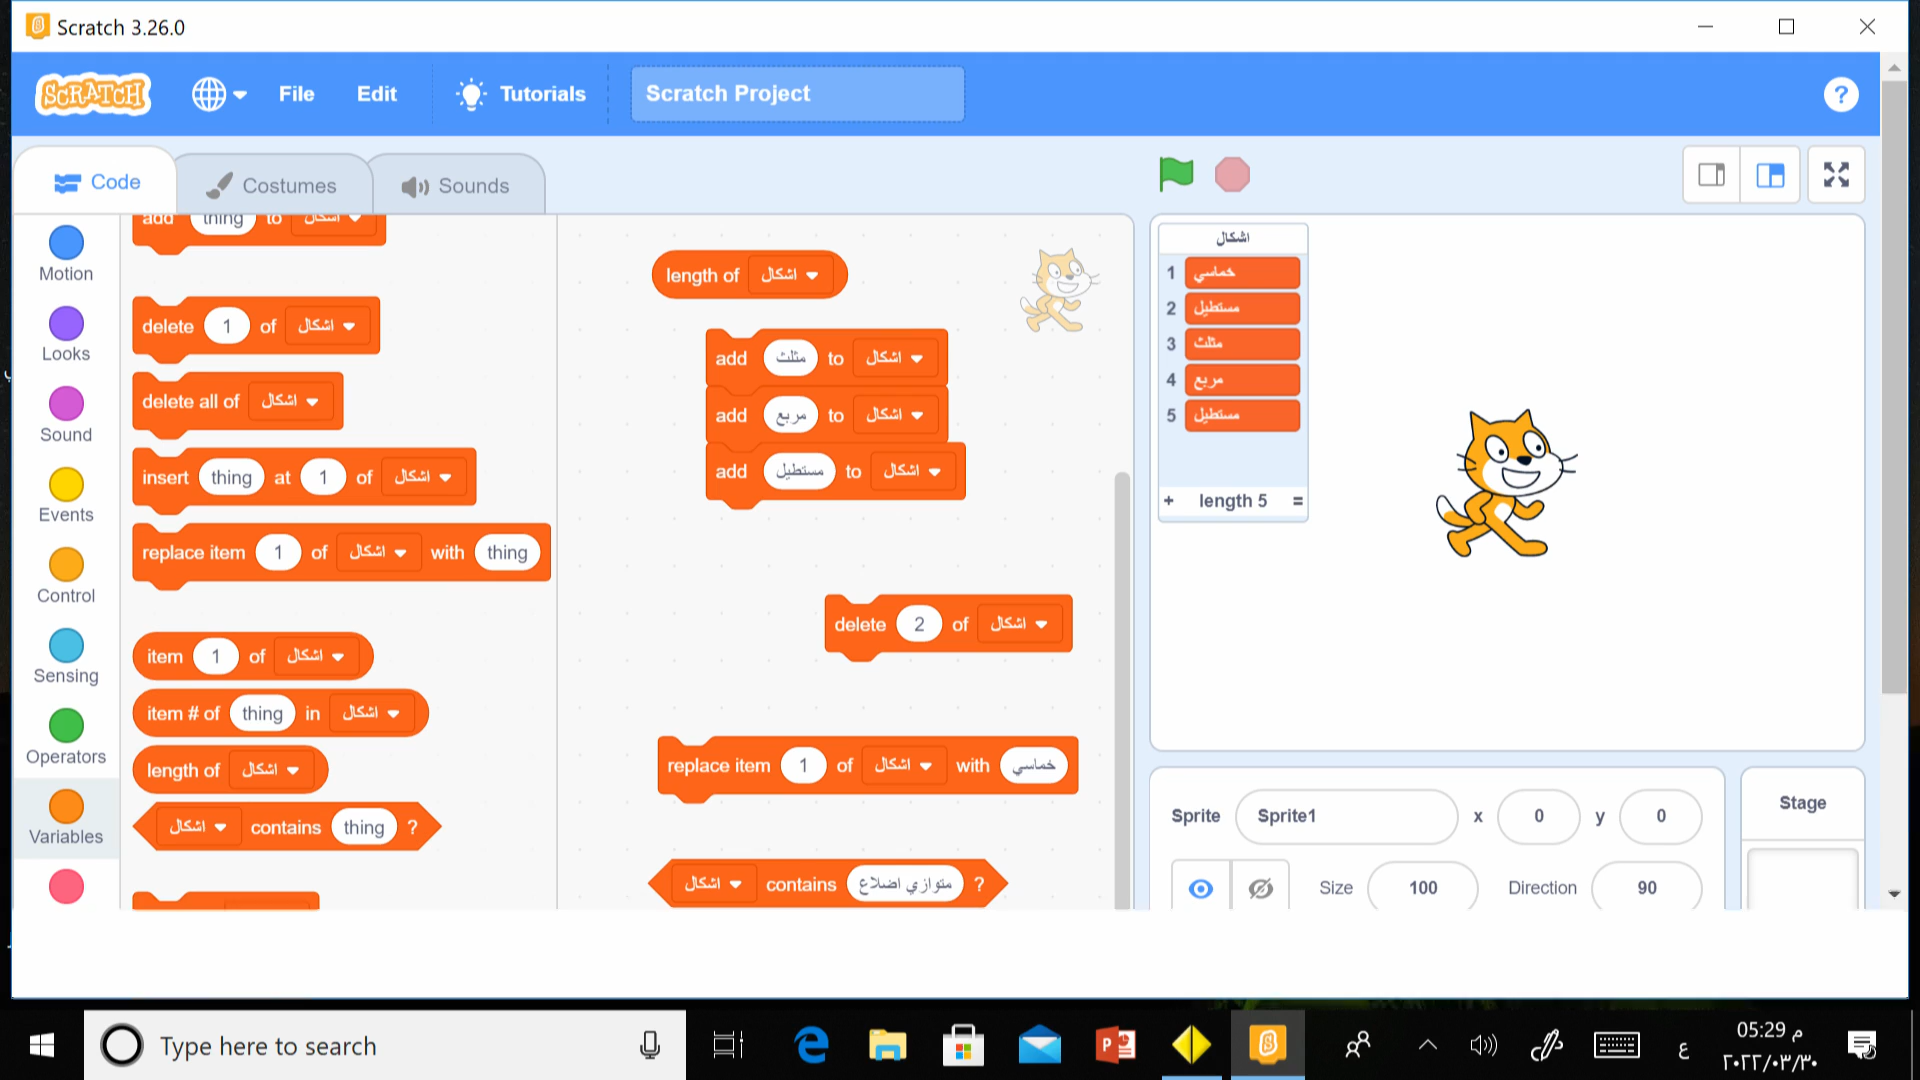 Scratch 3.26.0
SCRATCH File Edit Tutorials Scratch Project ?
Code Costumes Sounds
Motion
Looks
Sound
Events
Control
Sensing
Operators
Variables
add thing to اشكال
delete 1 of اشكال
delete all of اشكال
insert thing at 1 of اشكال
replace item 1 of اشكال with thing
item 1 of اشكال
item # of thing in اشكال
length of اشكال
اشكال contains thing ?
length of اشكال
add مثلث to اشكال
add مربع to اشكال
add مستطيل to اشكال
delete 2 of اشكال
replace item 1 of اشكال with خماسي
اشكال contains متوازي اضلاع ?
اشكال
1 خماسي
2 مستطيل
3 مثلث
4 مربع
5 مستطيل
+ length 5 =
Sprite Sprite1 x 0 y 0
Size 100 Direction 90
Stage
Type here to search
ع
05:29 م
٢٠٢٢/٠٣/٣٠